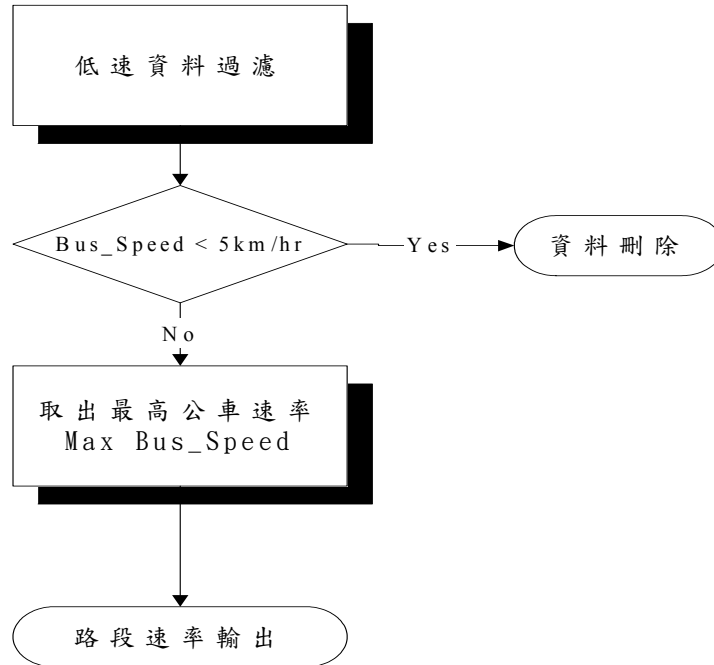 低速資料過濾
Bus_Speed < 5km/hr
Yes
資料刪除
No
取出最高公車速率
Max Bus_Speed
路段速率輸出